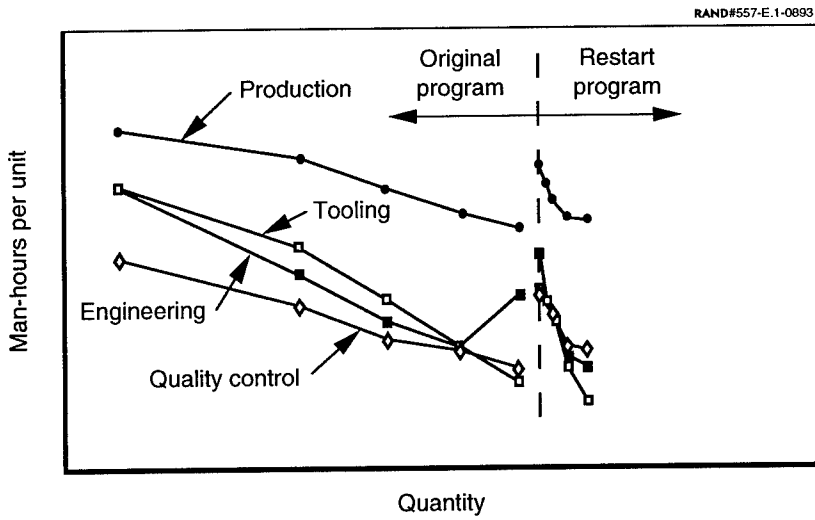 RAND#557-E.1-0893
Original
program
Restart
program
Production
Tooling
Engineering
Quality control
Man-hours per unit
Quantity